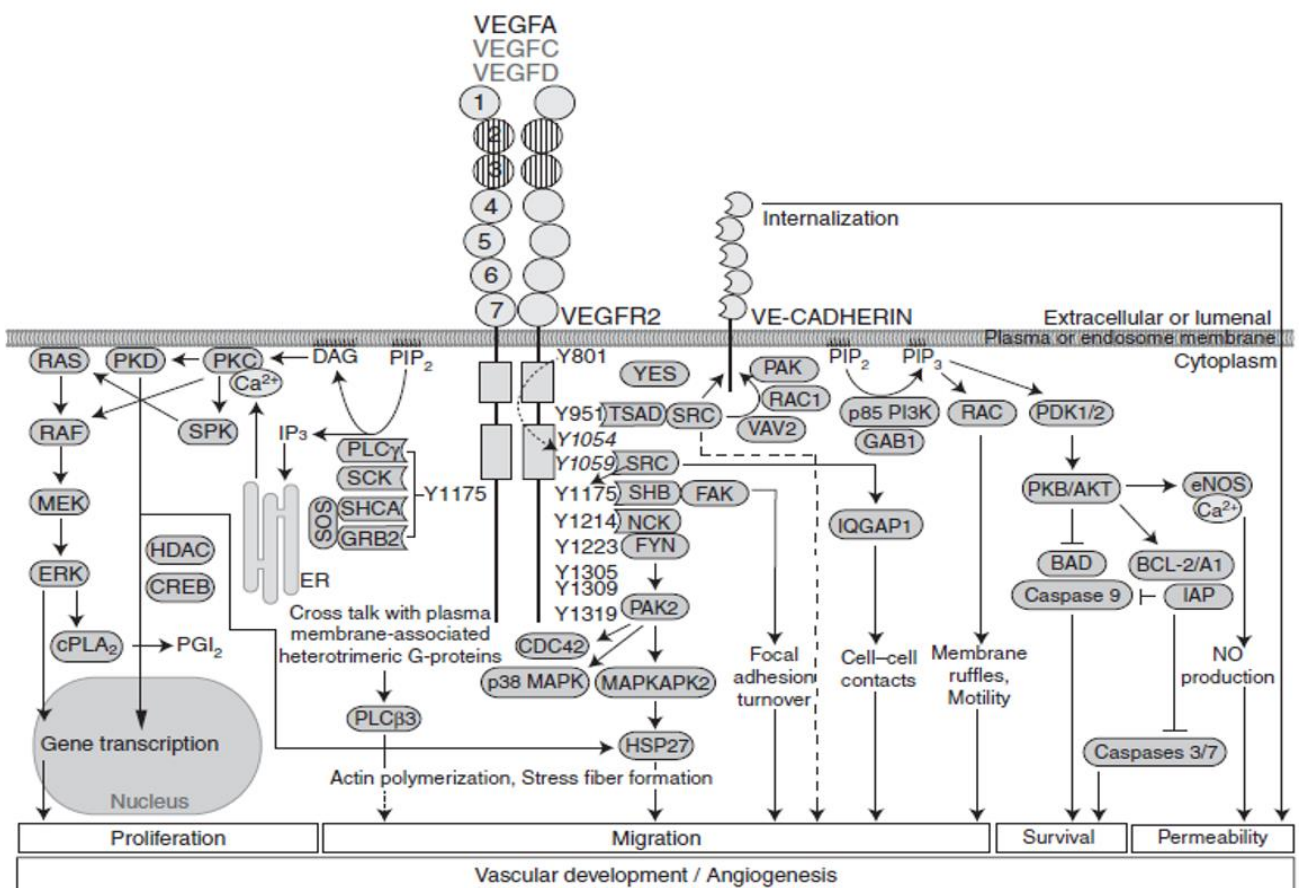 VEGFA
VEGFC
VEGFD
1
2
3
4
5
6
7
Internalization
VEGFR2
VE-CADHERIN
Extracellular or lumenal
Plasma or endosome membrane
Cytoplasm
RAS
PKD
PKC
Ca2+
DAG
PIP2
Y801
YES
PAK
RAC1
VAV2
PIP2
PIP3
Y951
TSAD
SRC
p85 PI3K
GAB1
RAC
PDK1/2
RAF
SPK
IP3
PLCγ
SCK
SHCA
GRB2
SOS
Y1175
Y1054
Y1059
SRC
Y1175
SHB
FAK
Y1214
NCK
Y1223
FYN
Y1305
Y1309
Y1319
PAK2
MEK
ERK
HDAC
CREB
ER
cPLA2
PGI2
IQGAP1
PKB/AKT
eNOS
Ca2+
BAD
BCL-2/A1
Caspase 9
IAP
Cross talk with plasma
membrane-associated
heterotrimeric G-proteins
CDC42
p38 MAPK
MAPKAPK2
PLCβ3
HSP27
Focal
adhesion
turnover
Cell–cell
contacts
Membrane
ruffles,
Motility
NO
production
Caspases 3/7
Gene transcription
Nucleus
Actin polymerization, Stress fiber formation
Proliferation
Migration
Survival
Permeability
Vascular development / Angiogenesis